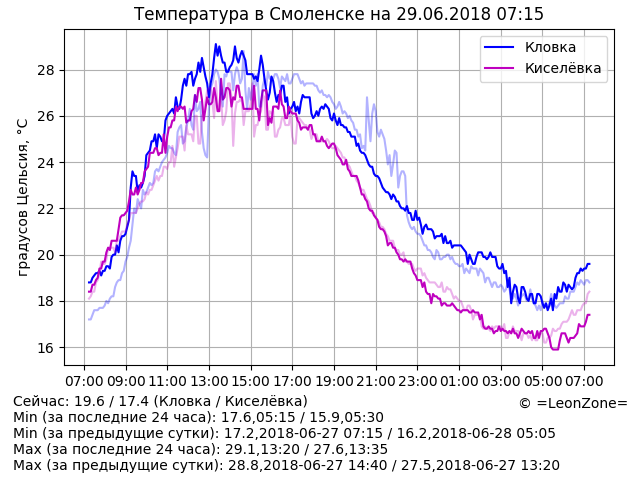 Температура в Смоленске на 29.06.2018 07:15
Кловка
Киселёвка
градусов Цельсия, °C
28
26
24
22
20
18
16
07:00 09:00 11:00 13:00 15:00 17:00 19:00 21:00 23:00 01:00 03:00 05:00 07:00
Сейчас: 19.6 / 17.4 (Кловка / Киселёвка)
© =LeonZone=
Min (за последние 24 часа): 17.6,05:15 / 15.9,05:30
Min (за предыдущие сутки): 17.2,2018-06-27 07:15 / 16.2,2018-06-28 05:05
Max (за последние 24 часа): 29.1,13:20 / 27.6,13:35
Max (за предыдущие сутки): 28.8,2018-06-27 14:40 / 27.5,2018-06-27 13:20